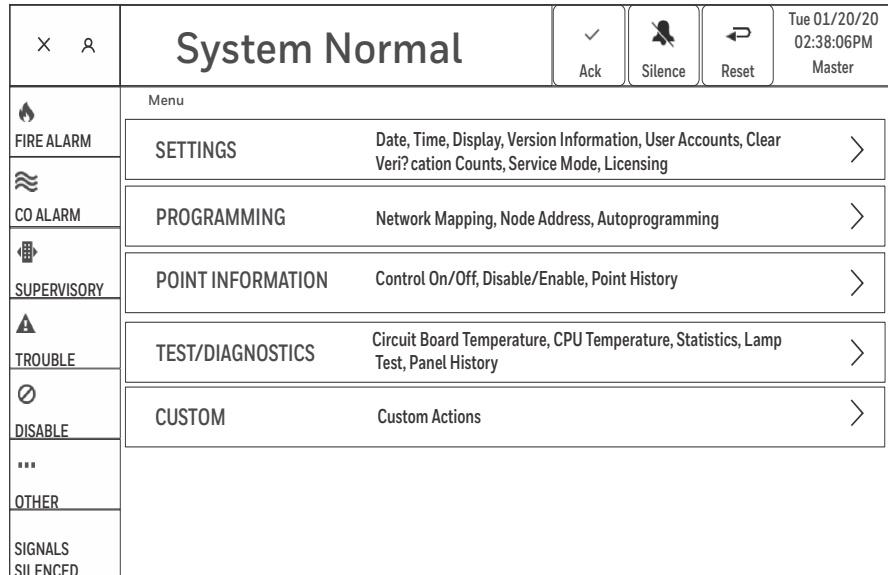 System Normal
Ack
Silence
Reset
Tue 01/20/20
02:38:06PM
Master
FIRE ALARM
CO ALARM
SUPERVISORY
TROUBLE
DISABLE
OTHER
SIGNALS
SILENCED
Menu
SETTINGS
Date, Time, Display, Version Information, User Accounts, Clear
Veri? cation Counts, Service Mode, Licensing
PROGRAMMING
Network Mapping, Node Address, Autoprogramming
POINT INFORMATION
Control On/Off, Disable/Enable, Point History
TEST/DIAGNOSTICS
Circuit Board Temperature, CPU Temperature, Statistics, Lamp
Test, Panel History
CUSTOM
Custom Actions